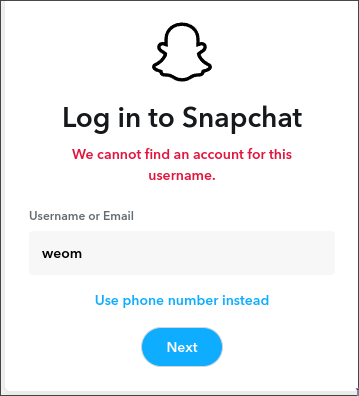 Log in to Snapchat
We cannot find an account for this
username.
Username or Email
weom
Use phone number instead
Next